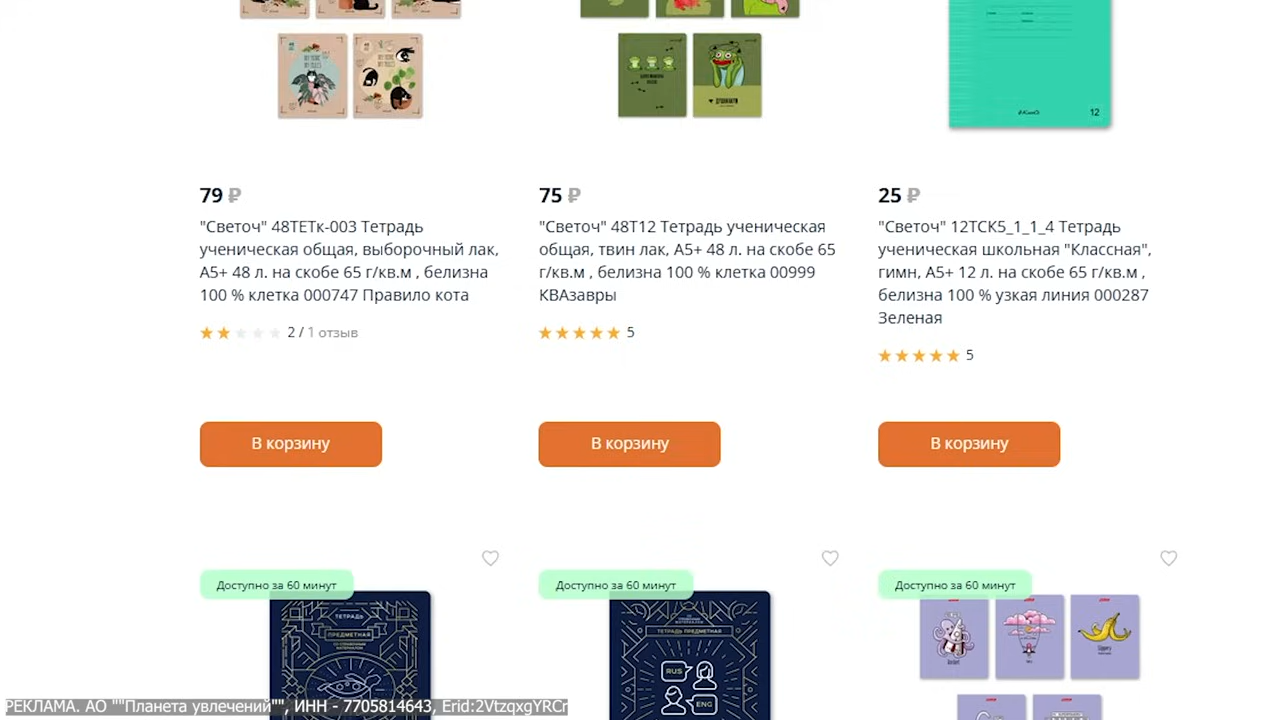 12
79 ₽
"Светоч" 48ТЕТк-003 Тетрадь
ученическая общая, выборочный лак,
А5+ 48 л. на скобе 65 г/кв.м , белизна
100 % клетка 000747 Правило кота
2 / 1 отзыв
В корзину
75 ₽
"Светоч" 48Т12 Тетрадь ученическая
общая, твин лак, А5+ 48 л. на скобе 65
г/кв.м , белизна 100 % клетка 00999
КВАзавры
5
В корзину
25 ₽
"Светоч" 12ТСК5_1_1_4 Тетрадь
ученическая школьная "Классная",
гимн, А5+ 12 л. на скобе 65 г/кв.м ,
белизна 100 % узкая линия 000287
Зеленая
5
В корзину
Доступно за 60 минут
ТЕТРАДЬ
ПРЕДМЕТНАЯ
Доступно за 60 минут
ТЕТРАДЬ ПРЕДМЕТНАЯ
RUS
ENG
Доступно за 60 минут
РЕКЛАМА. АО ""Планета увлечений"", ИНН - 7705814643, Erid:2VtzqxgYRCr